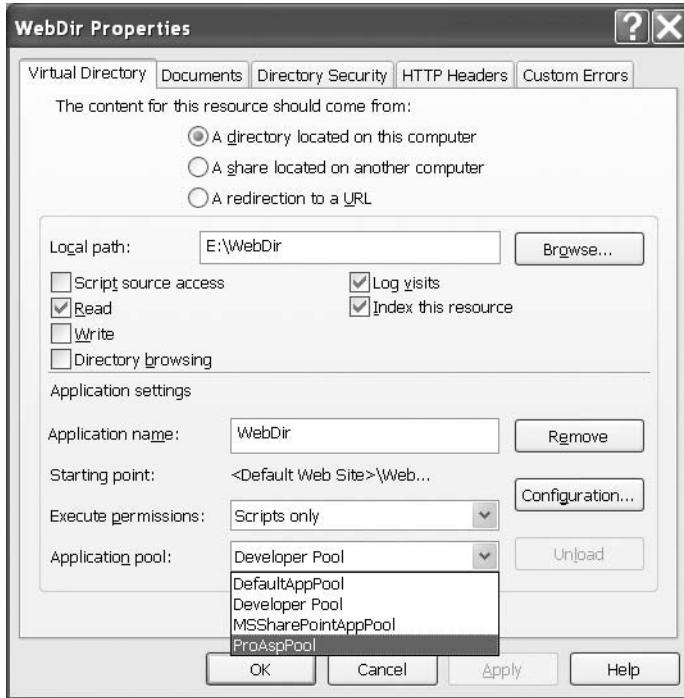 WebDir Properties
Virtual Directory Documents Directory Security HTTP Headers Custom Errors
The content for this resource should come from:
A directory located on this computer
A share located on another computer
A redirection to a URL
Local path: E:\WebDir Browse...
Script source access Log visits
Read Index this resource
Write
Directory browsing
Application settings
Application name: WebDir Remove
Starting point: <Default Web Site>\Web...
Configuration...
Execute permissions: Scripts only
Application pool: Developer Pool Unload
DefaultAppPool
Developer Pool
MSSharePointAppPool
ProAspPool
OK Cancel Apply Help